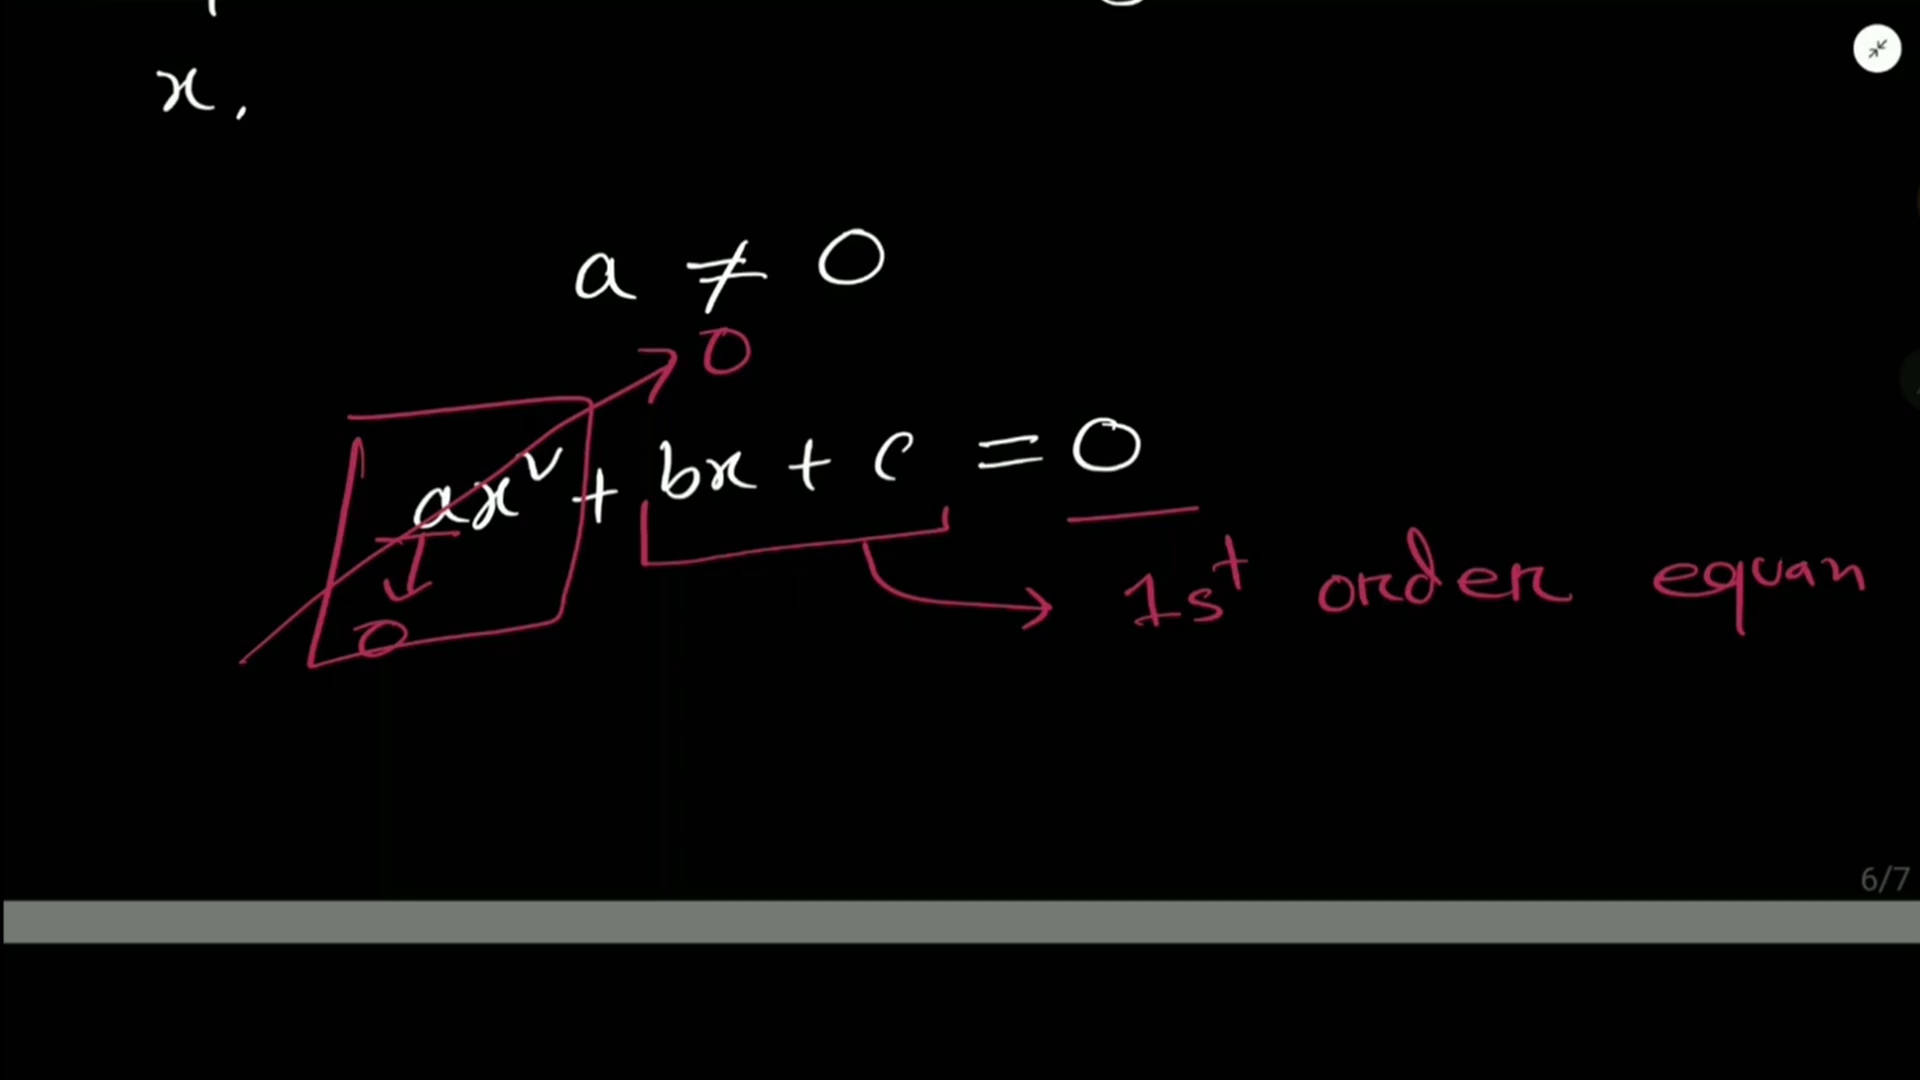 x,
a ≠ 0
0
ax² + bx + c = 0
0
1st order equan
6/7